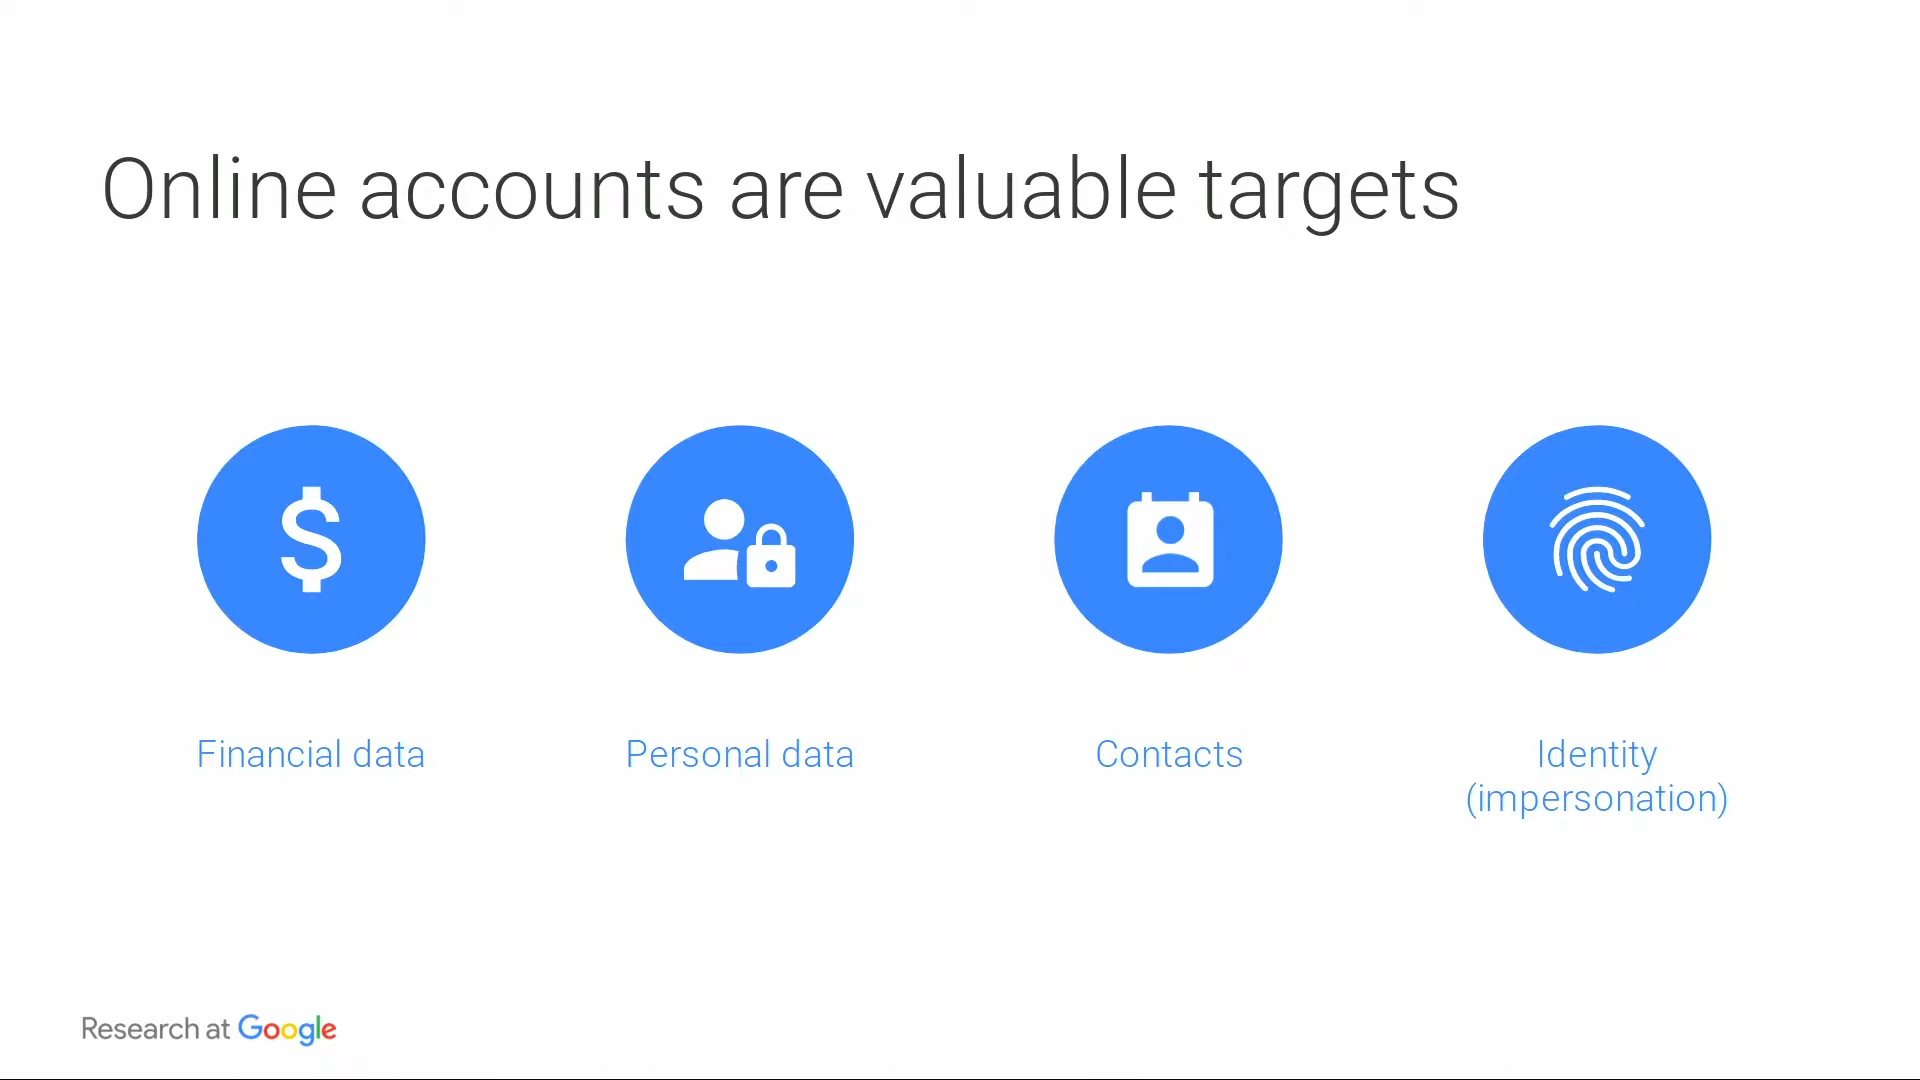 Online accounts are valuable targets
Financial data
Personal data
Contacts
Identity
(impersonation)
Research at Google